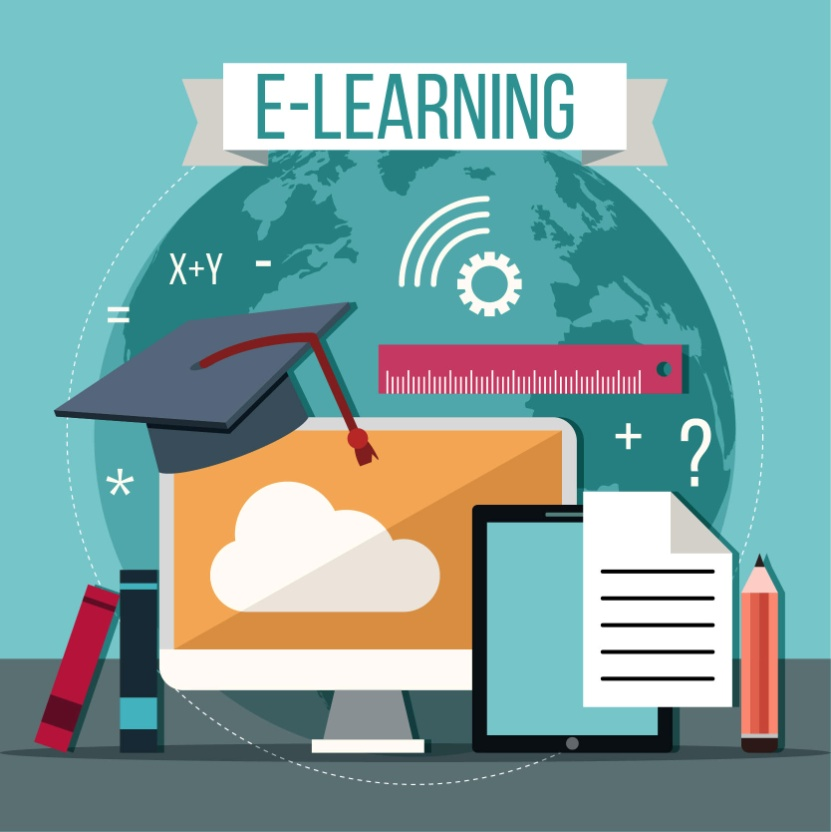 E-LEARNING
X+Y -
=
+ ?
*